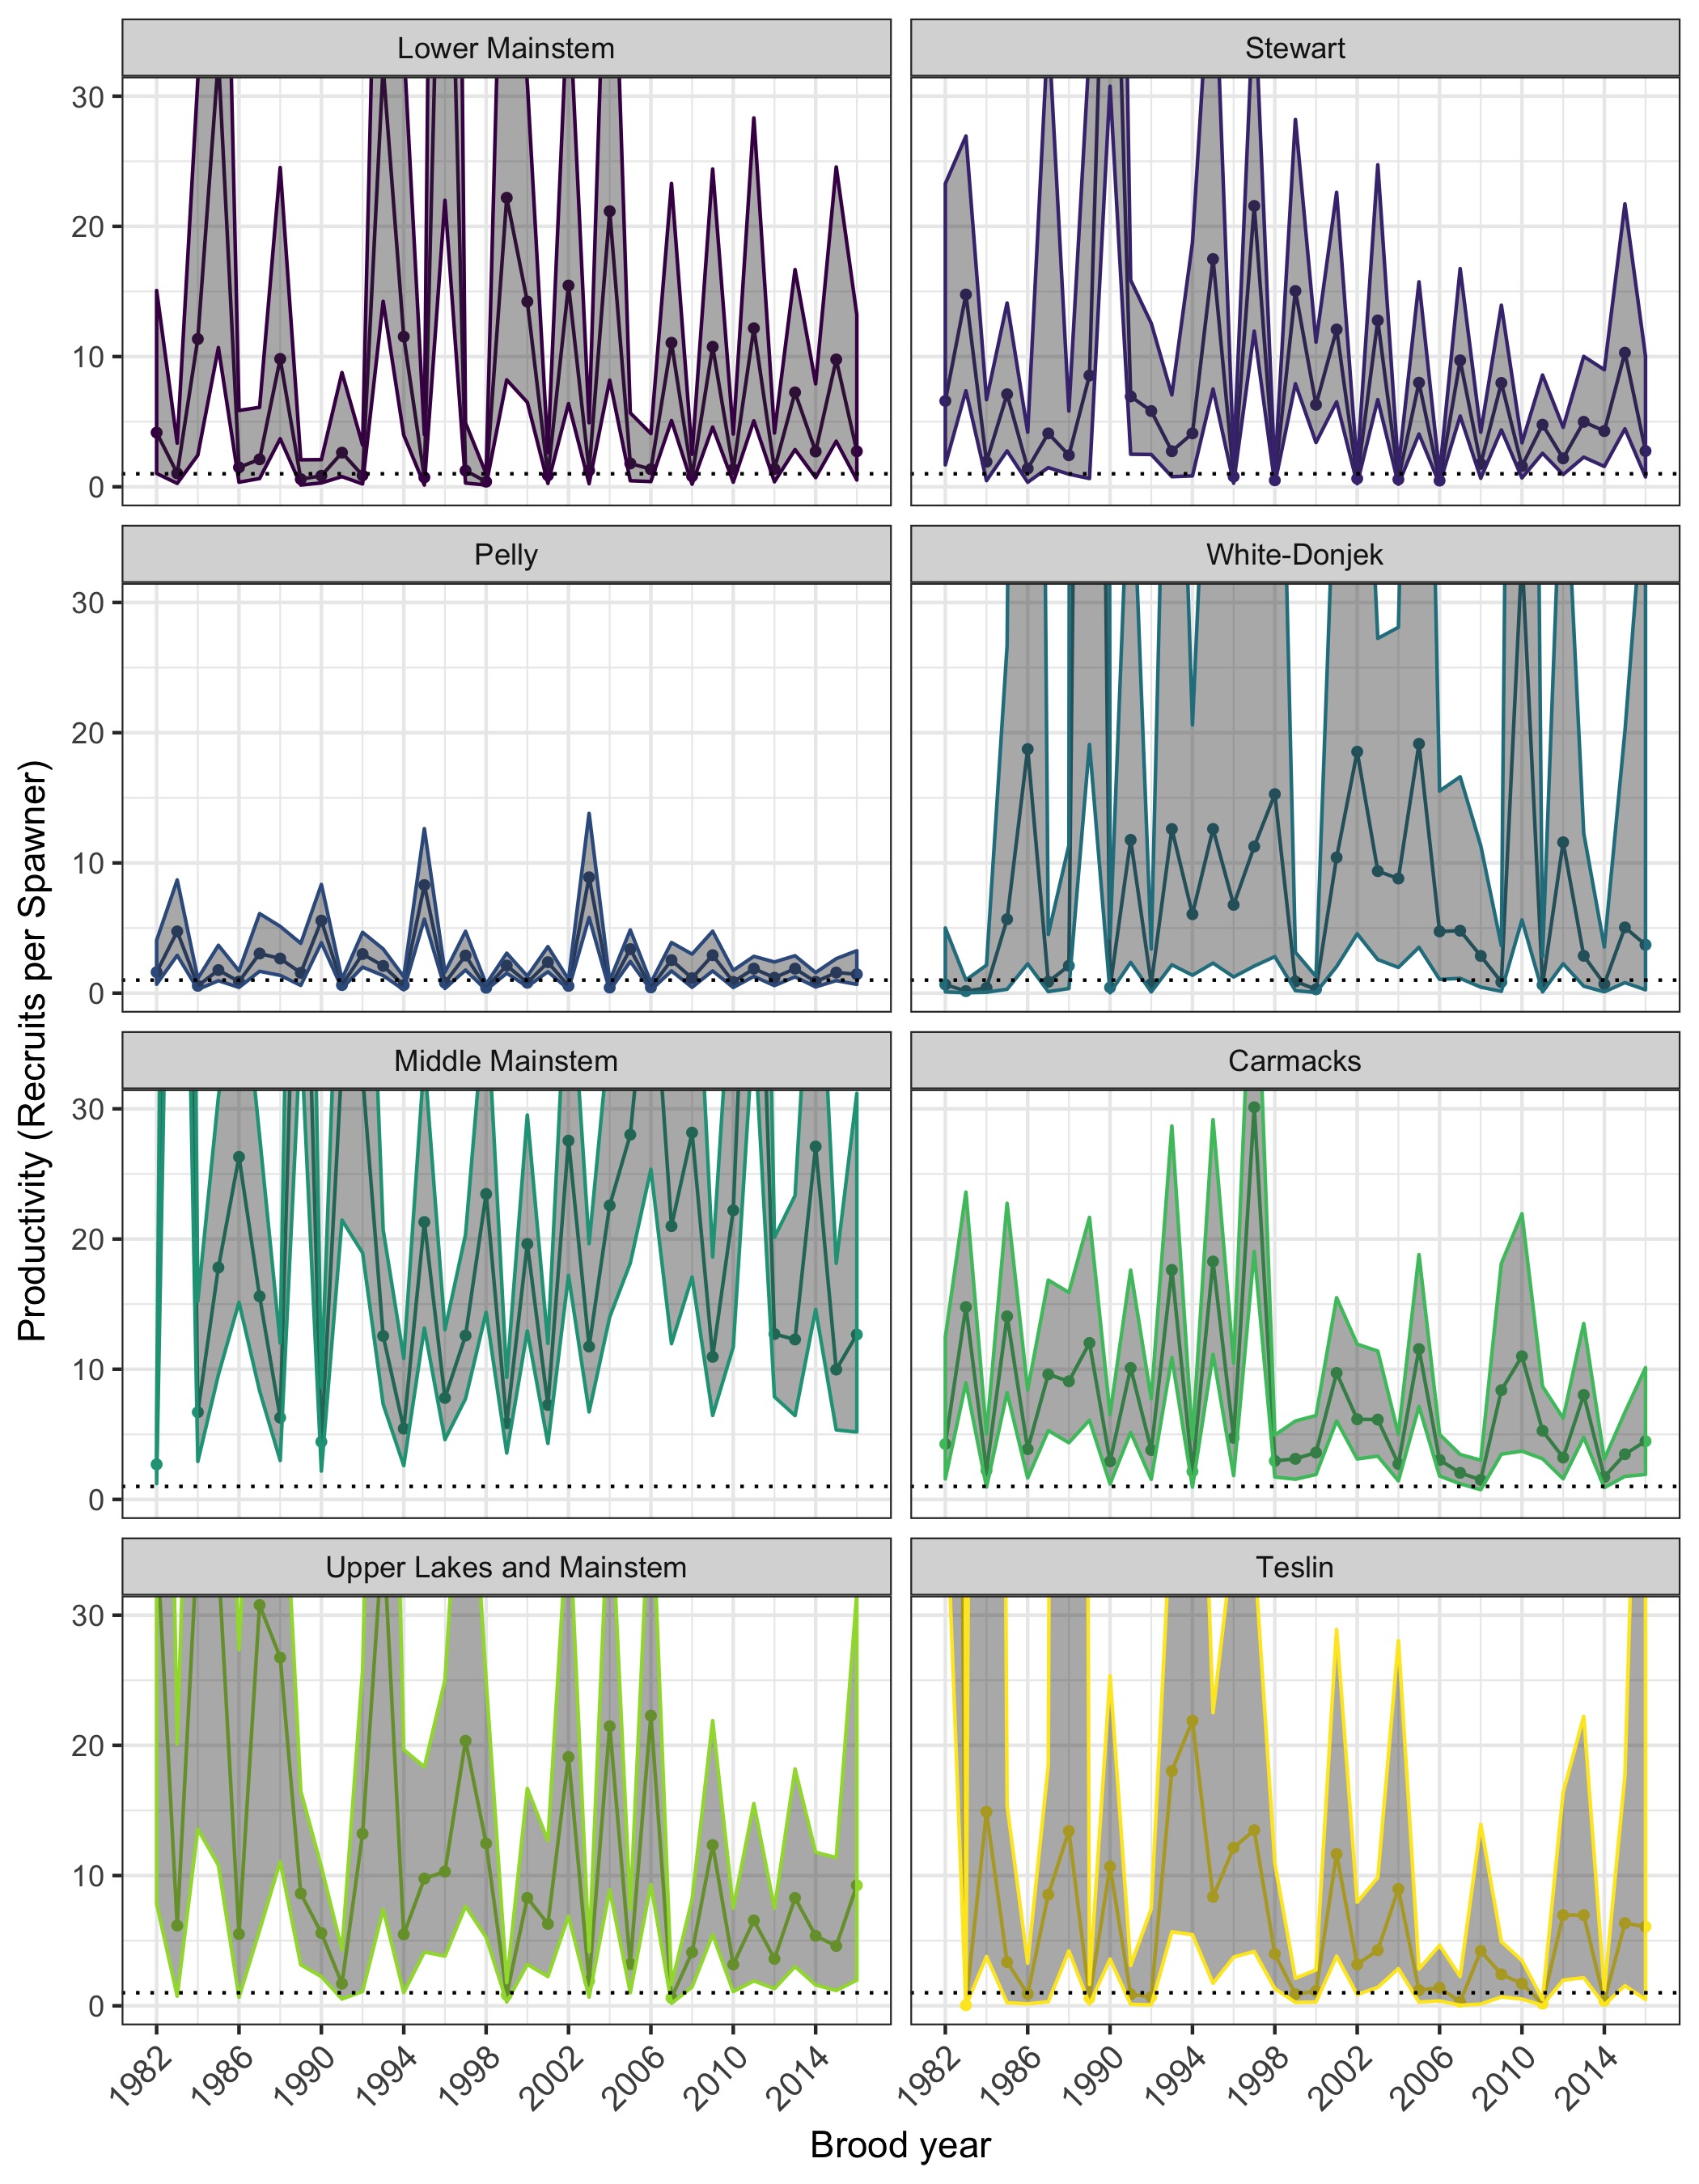 Lower Mainstem
Stewart
30
20
10
0
Pelly
White-Donjek
30
20
10
0
Productivity (Recruits per Spawner)
Middle Mainstem
Carmacks
30
20
10
0
Upper Lakes and Mainstem
Teslin
30
20
10
0
1982 1986 1990 1994 1998 2002 2006 2010 2014
1982 1986 1990 1994 1998 2002 2006 2010 2014
Brood year